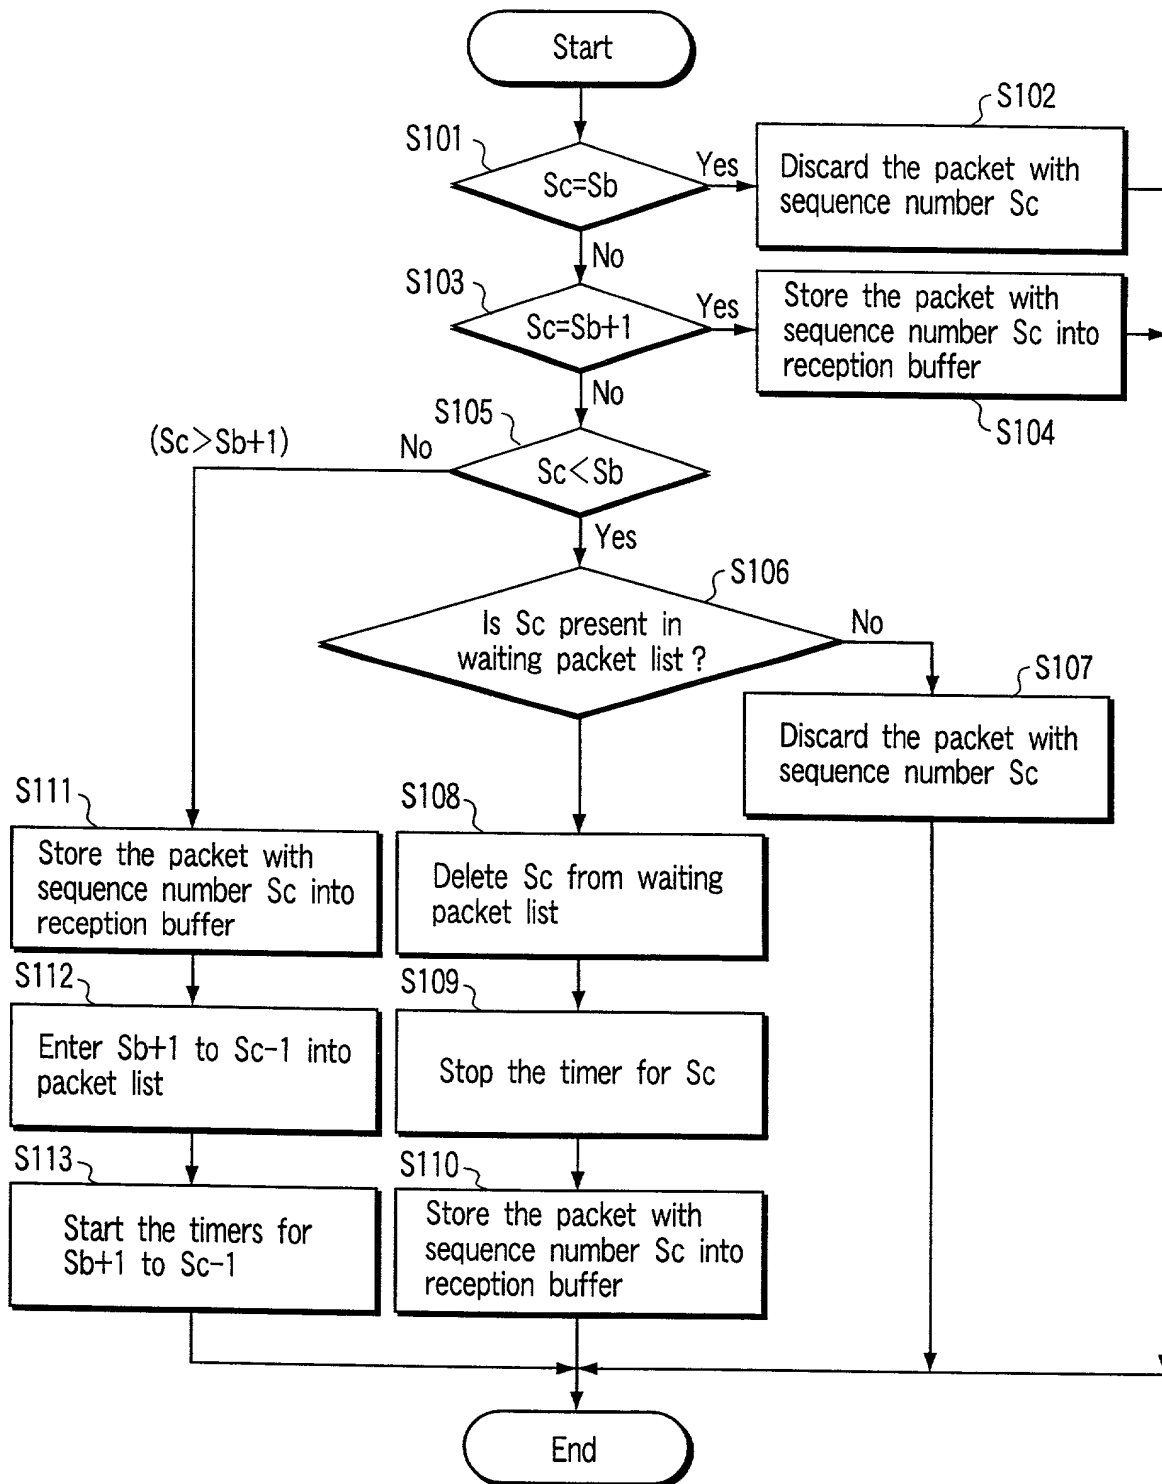 Start
S102
S101
Yes
Sc=Sb
Discard the packet with
sequence number Sc
No
S103
Yes
Sc=Sb+1
Store the packet with
sequence number Sc into
reception buffer
No
S104
S105
(Sc>Sb+1)
No
Sc<Sb
Yes
S106
Is Sc present in
waiting packet list?
No
S107
Discard the packet with
sequence number Sc
S111
Store the packet with
sequence number Sc into
reception buffer
S108
Delete Sc from waiting
packet list
S112
Enter Sb+1 to Sc-1 into
packet list
S109
Stop the timer for Sc
S113
Start the timers for
Sb+1 to Sc-1
S110
Store the packet with
sequence number Sc into
reception buffer
End